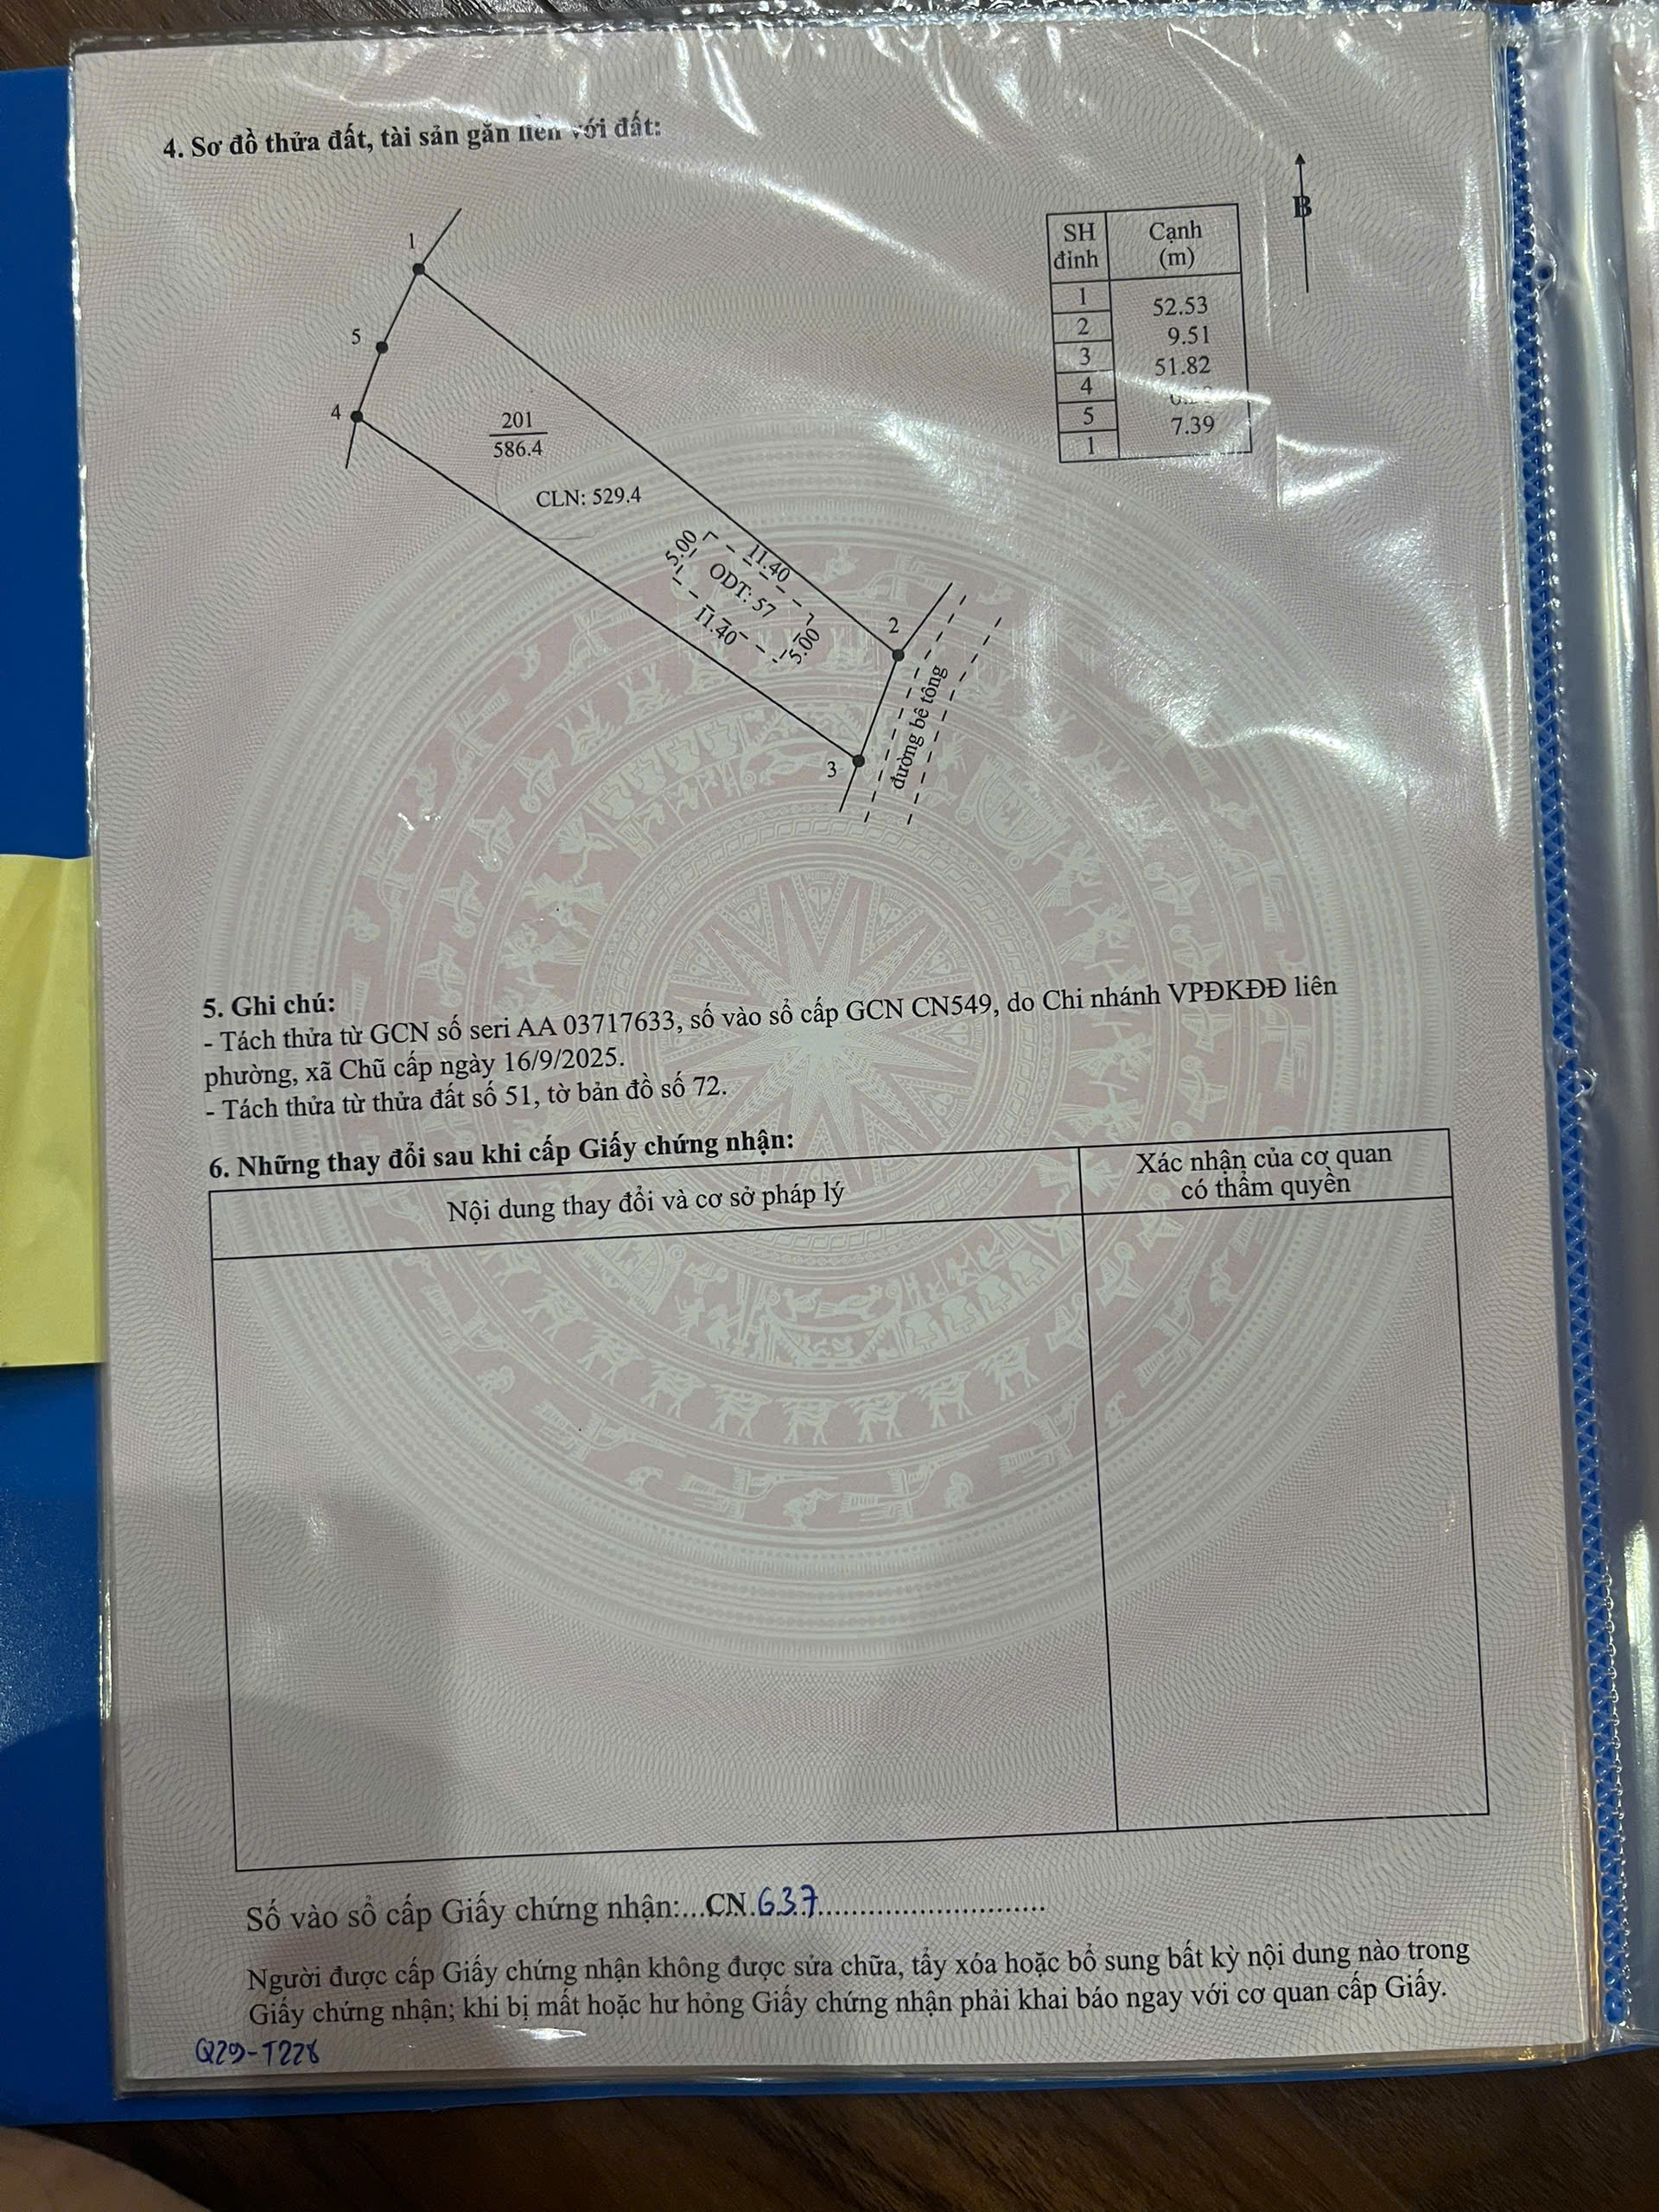 4. Sơ đồ thửa đất, tài sản gắn liền với đất:
B
SH đỉnh
Cạnh (m)
1
52.53
2
9.51
3
51.82
4
5
7.39
1
1
5
4
201
586.4
CLN: 529.4
5.00
11.40
ODT: 57
11.40
5.00
2
3
đường bê tông
5. Ghi chú:
- Tách thửa từ GCN số seri AA 03717633, số vào sổ cấp GCN CN549, do Chi nhánh VPĐKĐĐ liên
phường, xã Chũ cấp ngày 16/9/2025.
- Tách thửa từ thửa đất số 51, tờ bản đồ số 72.
6. Những thay đổi sau khi cấp Giấy chứng nhận:
Nội dung thay đổi và cơ sở pháp lý
Xác nhận của cơ quan
có thẩm quyền
Số vào sổ cấp Giấy chứng nhận:...CN.637..............................
Người được cấp Giấy chứng nhận không được sửa chữa, tẩy xóa hoặc bổ sung bất kỳ nội dung nào trong
Giấy chứng nhận; khi bị mất hoặc hư hỏng Giấy chứng nhận phải khai báo ngay với cơ quan cấp Giấy.
Q29-T228